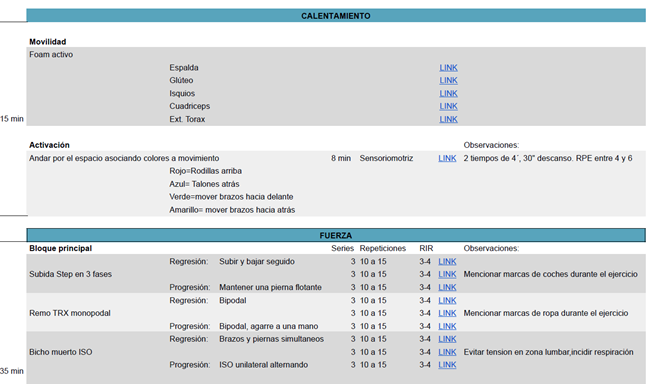 CALENTAMIENTO
Movilidad
Foam activo
Espalda LINK
Glúteo LINK
Isquios LINK
Cuadriceps LINK
15 min Ext. Torax LINK
Activación Observaciones:
Andar por el espacio asociando colores a movimiento 8 min Sensoriomotriz LINK 2 tiempos de 4´, 30" descanso. RPE entre 4 y 6
Rojo=Rodillas arriba
Azul= Talones atrás
Verde=mover brazos hacia delante
Amarillo= mover brazos hacia atrás
FUERZA
Bloque principal Series Repeticiones RIR Observaciones:
Regresión: Subir y bajar seguido 3 10 a 15 3-4 LINK
Subida Step en 3 fases 3 10 a 15 3-4 LINK Mencionar marcas de coches durante el ejercicio
Progresión: Mantener una pierna flotante 3 10 a 15 3-4 LINK
Regresión: Bipodal 3 10 a 15 3-4 LINK
Remo TRX monopodal 3 10 a 15 3-4 LINK Mencionar marcas de ropa durante el ejercicio
Progresión: Bipodal, agarre a una mano 3 10 a 15 3-4 LINK
Regresión: Brazos y piernas simultaneos 3 10 a 15 3-4 LINK
Bicho muerto ISO 3 10 a 15 3-4 LINK Evitar tension en zona lumbar,incidir respiración
Progresión: ISO unilateral alternando 3 10 a 15 3-4 LINK
35 min